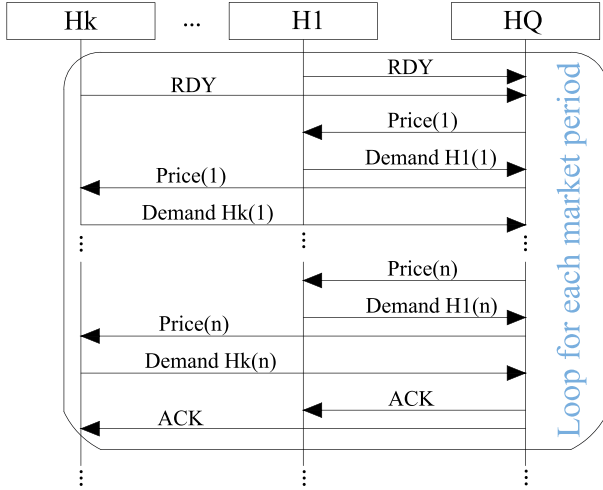 Hk ... H1 HQ
RDY
RDY
Price(1)
Demand H1(1)
Price(1)
Demand Hk(1)
Price(n)
Demand H1(n)
Price(n)
Demand Hk(n)
ACK
ACK
Loop for each market period